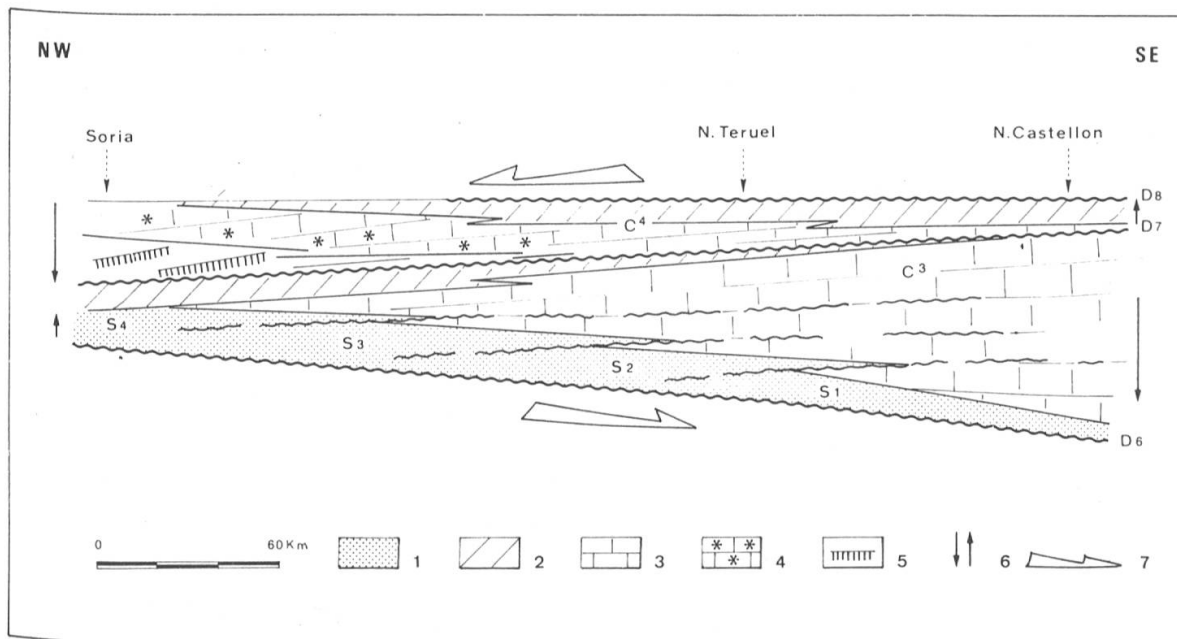 NW
SE
Soria
N. Teruel
N. Castellon
D8
C4
D7
C3
S4
S3
S2
S1
D6
0 60 Km
1 2 3 4 5 6 7